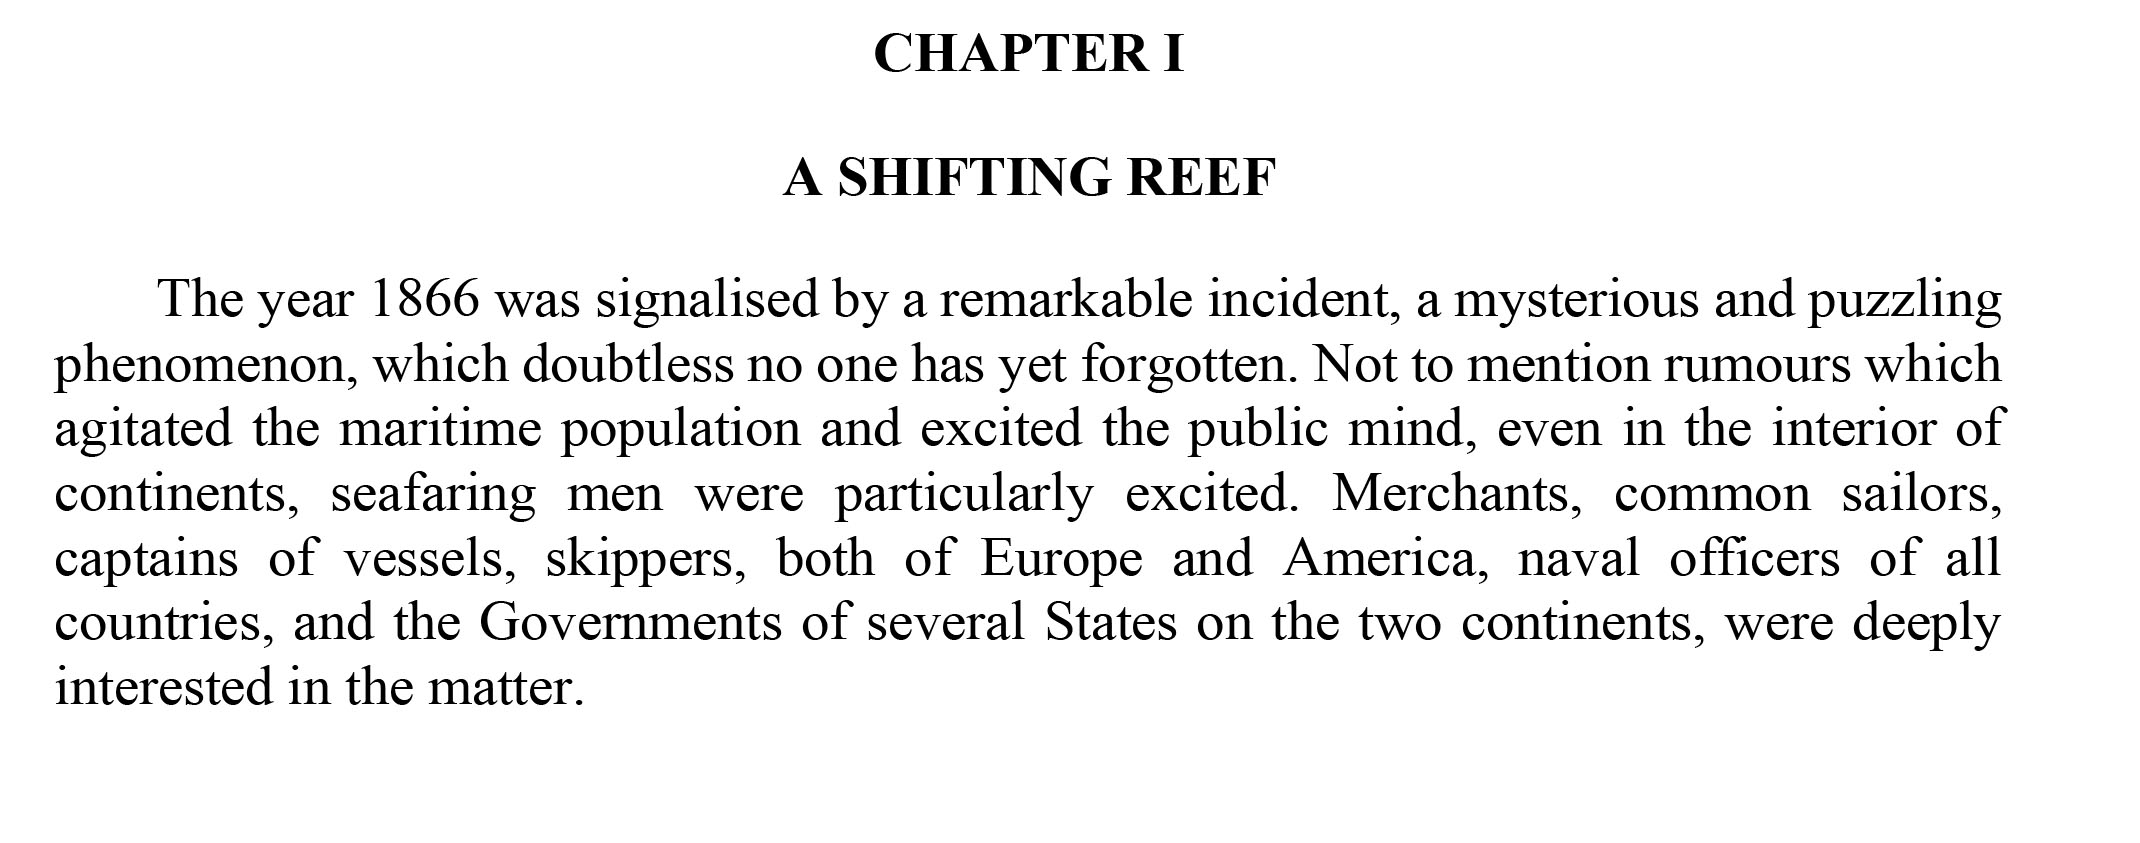 CHAPTER I
A SHIFTING REEF
The year 1866 was signalised by a remarkable incident, a mysterious and puzzling
phenomenon, which doubtless no one has yet forgotten. Not to mention rumours which
agitated the maritime population and excited the public mind, even in the interior of
continents, seafaring men were particularly excited. Merchants, common sailors,
captains of vessels, skippers, both of Europe and America, naval officers of all
countries, and the Governments of several States on the two continents, were deeply
interested in the matter.